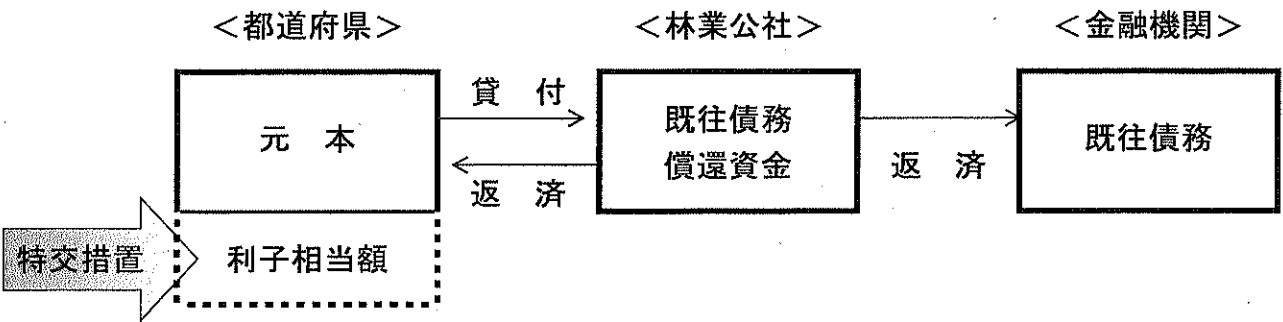 ＜都道府県＞
＜林業公社＞
＜金融機関＞
元　本
貸　付
返　済
既往債務
償還資金
返　済
既往債務
特交措置
利子相当額